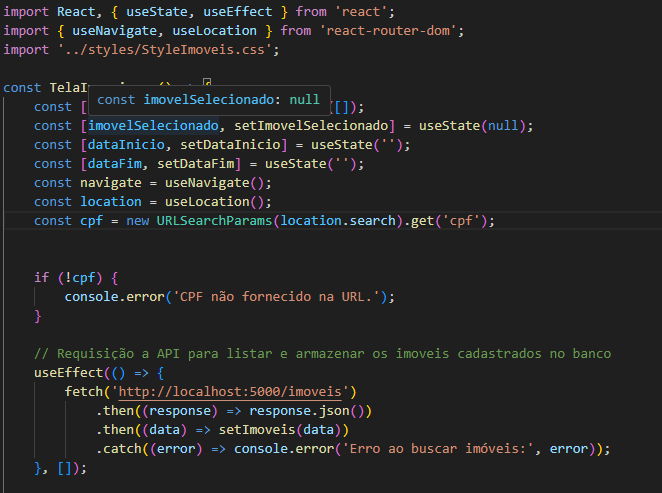 import React, { useState, useEffect } from 'react';
import { useNavigate, useLocation } from 'react-router-dom';
import '../styles/StyleImoveis.css';
const {
const imovelSelecionado: null
const [ ([]);
const [imovelSelecionado, setImovelSelecionado] = useState(null);
const [dataInicio, setDataInicio] = useState('');
const [dataFim, setDataFim] = useState('');
const navigate = useNavigate();
const location = useLocation();
const cpf = new URLSearchParams(location.search).get('cpf');
if (!cpf) {
console.error('CPF não fornecido na URL.');
}
// Requisição a API para listar e armazenar os imoveis cadastrados no banco
useEffect(() => {
fetch('http://localhost:5000/imoveis')
.then((response) => response.json())
.then((data) => setImoveis(data))
.catch((error) => console.error('Erro ao buscar imóveis:', error));
}, []);